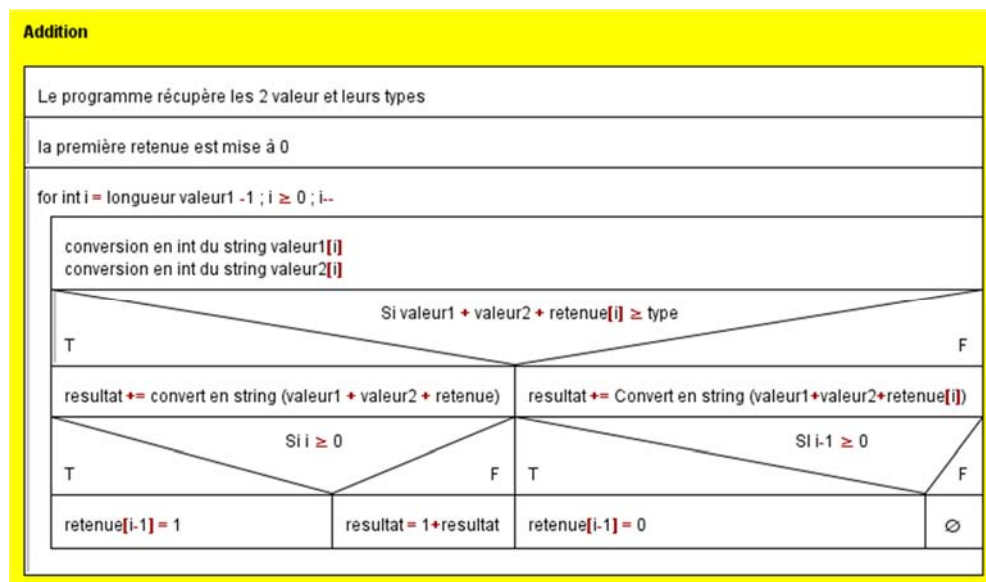 Addition
Le programme récupère les 2 valeur et leurs types
la première retenue est mise à 0
for int i = longueur valeur1 -1 ; i ≥ 0 ; i--
conversion en int du string valeur1[i]
conversion en int du string valeur2[i]
Si valeur1 + valeur2 + retenue[i] ≥ type
T
F
resultat += convert en string (valeur1 + valeur2 + retenue)
resultat += Convert en string (valeur1+valeur2+retenue[i])
Si i ≥ 0
T
F
SI i-1 ≥ 0
T
F
retenue[i-1] = 1
resultat = 1+resultat
retenue[i-1] = 0
∅